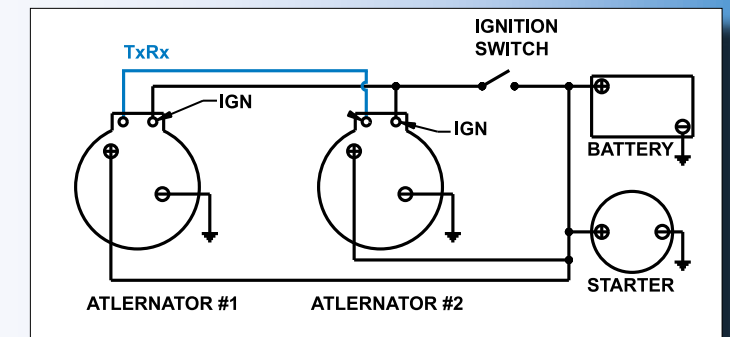 IGNITION
SWITCH
TxRx
IGN
IGN
BATTERY
STARTER
ATLERNATOR #1
ATLERNATOR #2